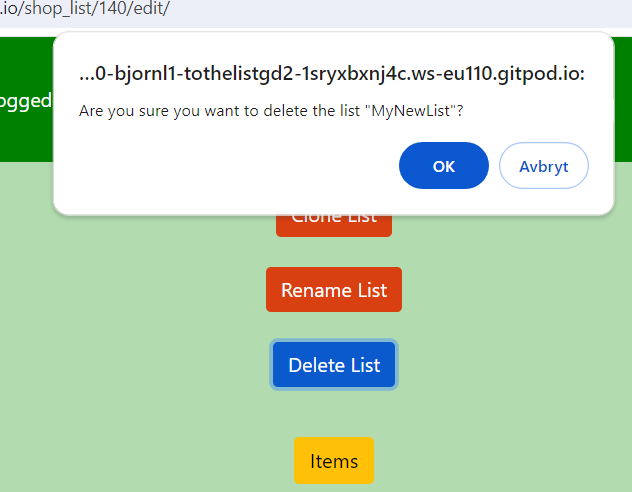 .io/shop_list/140/edit/
...0-bjornl1-tothelistgd2-1sryxbxnj4c.ws-eu110.gitpod.io:
ogged
Are you sure you want to delete the list "MyNewList"?
OK
Avbryt
Clone List
Rename List
Delete List
Items